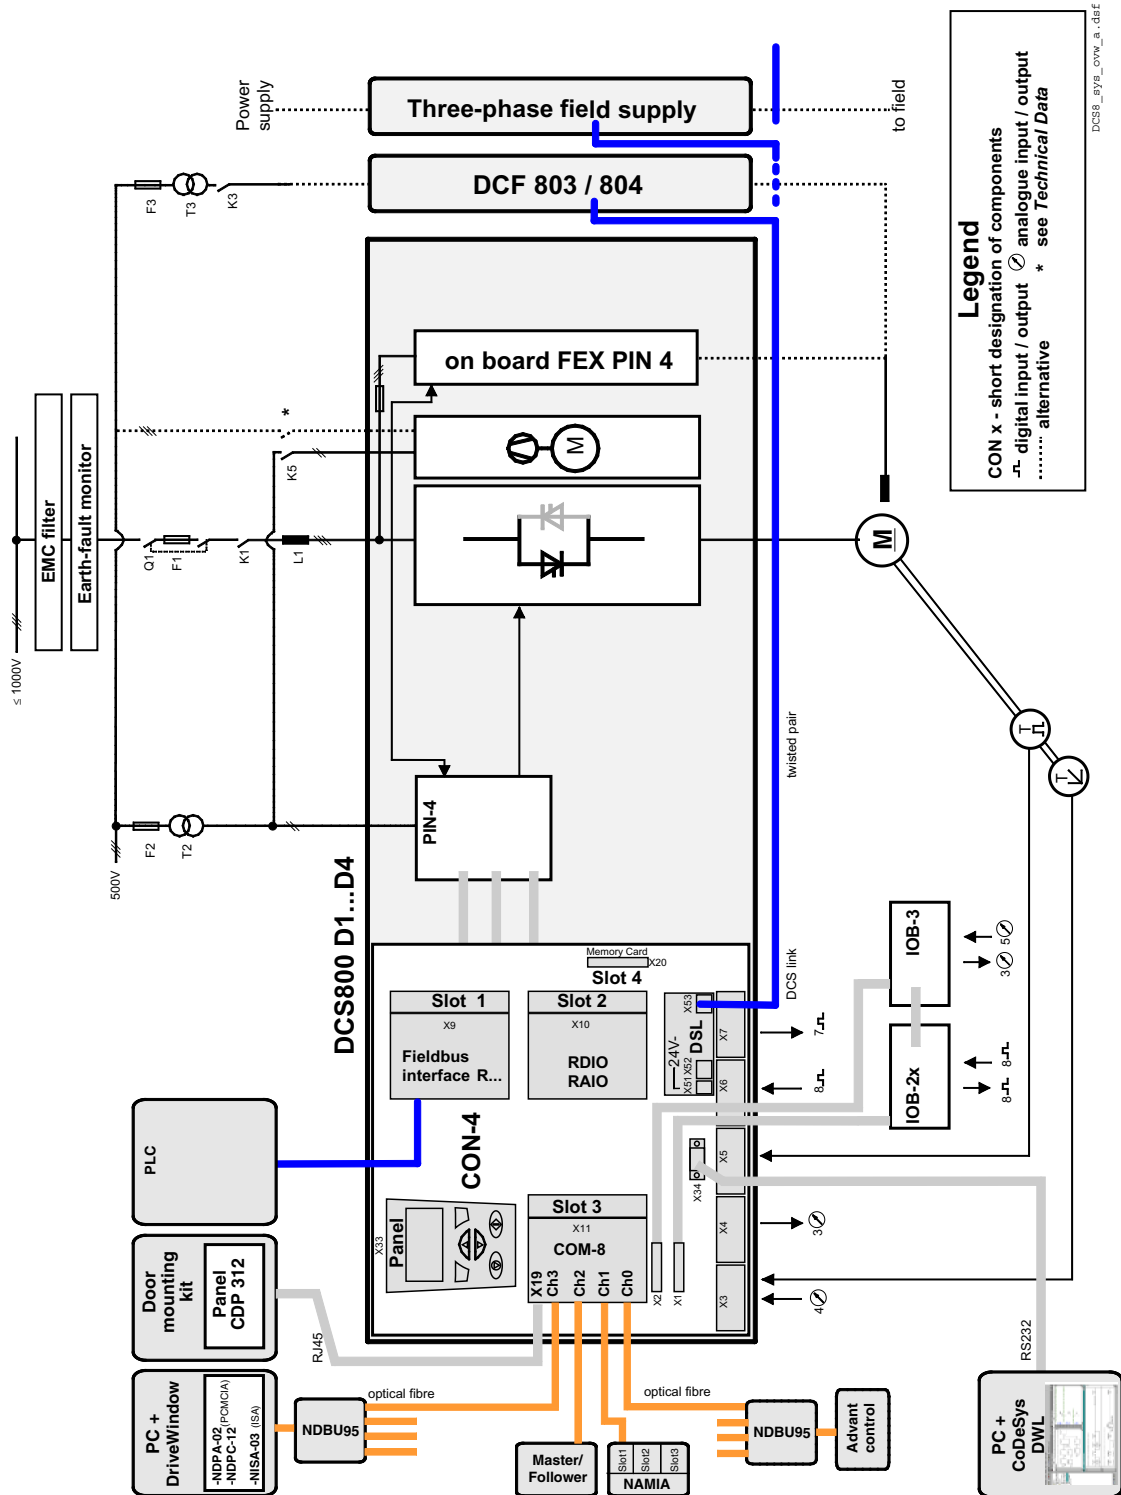 DCS8_sys_ovw_a.dsf
Power
supply
Three-phase field supply
to field
DCF 803 / 804
F3
T3
K3
Legend
CON x - short designation of components
digital input / output
analogue input / output
alternative
* see Technical Data
on board FEX PIN 4
*
K5
M
EMC filter
Earth-fault monitor
≤ 1000V
Q1
F1
K1
L1
M
T
T
500V
F2
T2
PIN-4
twisted pair
DCS800 D1...D4
Memory Card
X20
Slot 4
Slot 1
X9
Fieldbus
interface R...
Slot 2
X10
RDIO
RAIO
X53
DSL
24V
X51
X52
DCS link
X7
7
X6
8
IOB-3
3
5
IOB-2x
8
8
PLC
CON-4
X5
X34
X33
Panel
Slot 3
X11
COM-8
X19
Ch3
Ch2
Ch1
Ch0
X2
X1
X4
3
X3
4
Door
mounting
kit
Panel
CDP 312
RJ45
RS232
PC +
DriveWindow
-NDPA-02 (PCMCIA)
-NDPC-12
-NISA-03 (ISA)
NDBU95
optical fibre
Master/
Follower
Slot1
Slot2
Slot3
NAMIA
optical fibre
NDBU95
Advant
control
PC +
CoDeSys
DWL